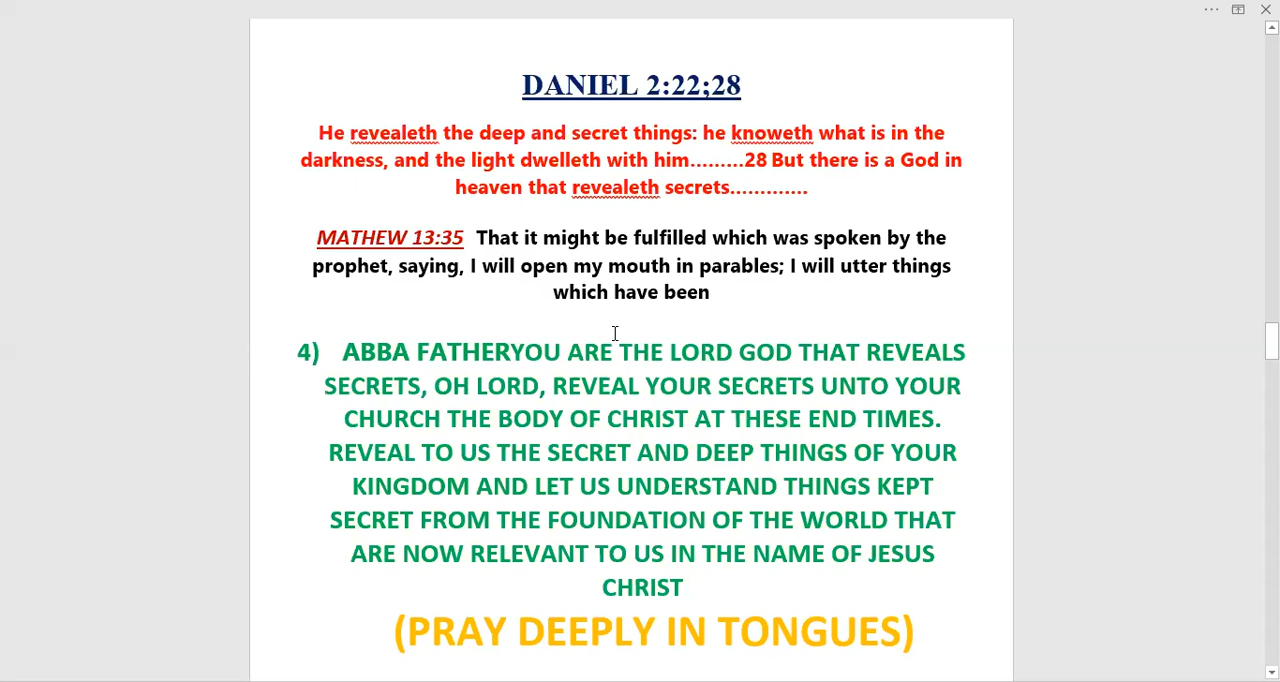 DANIEL 2:22;28
He revealeth the deep and secret things: he knoweth what is in the
darkness, and the light dwelleth with him.........28 But there is a God in
heaven that revealeth secrets.............
MATHEW 13:35 That it might be fulfilled which was spoken by the
prophet, saying, I will open my mouth in parables; I will utter things
which have been
4) ABBA FATHERYOU ARE THE LORD GOD THAT REVEALS
SECRETS, OH LORD, REVEAL YOUR SECRETS UNTO YOUR
CHURCH THE BODY OF CHRIST AT THESE END TIMES.
REVEAL TO US THE SECRET AND DEEP THINGS OF YOUR
KINGDOM AND LET US UNDERSTAND THINGS KEPT
SECRET FROM THE FOUNDATION OF THE WORLD THAT
ARE NOW RELEVANT TO US IN THE NAME OF JESUS
CHRIST
(PRAY DEEPLY IN TONGUES)